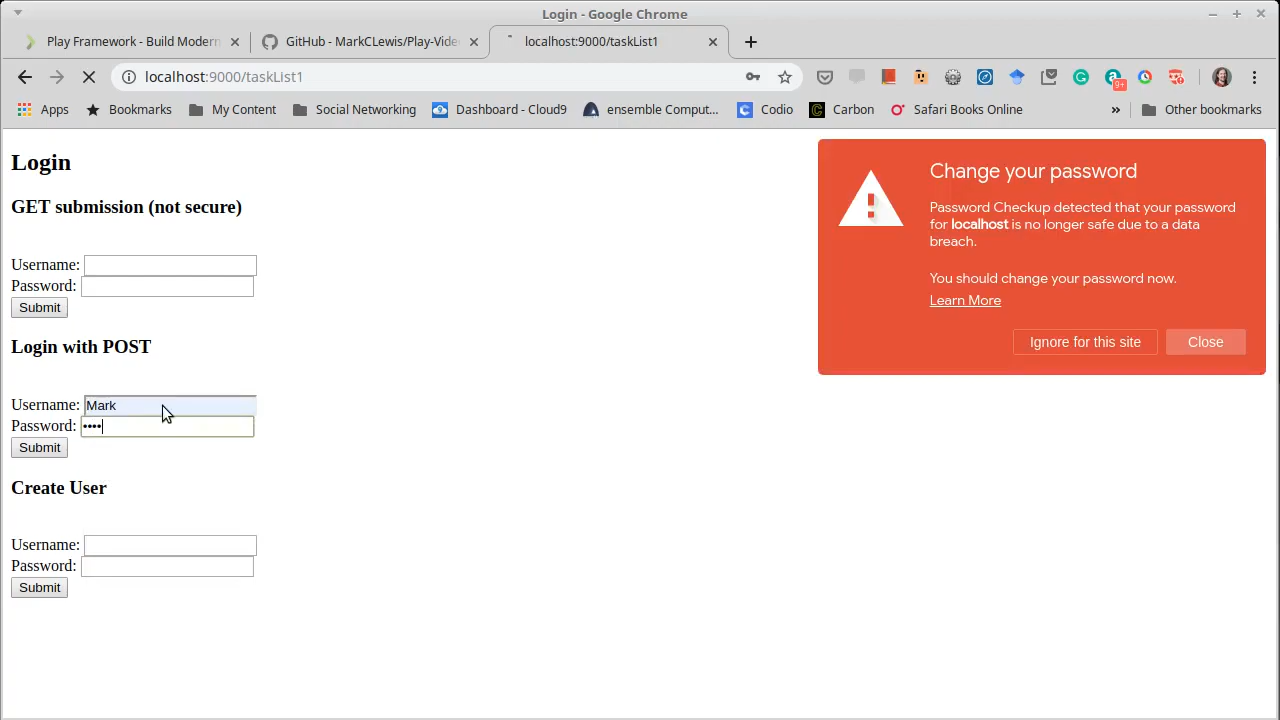 Login - Google Chrome
Play Framework - Build Modern
GitHub - MarkCLewis/Play-Vide
localhost:9000/taskList1
localhost:9000/taskList1
9+
Apps
Bookmarks
My Content
Social Networking
Dashboard - Cloud9
ensemble Comput...
Codio
Carbon
Safari Books Online
»
Other bookmarks
Login
GET submission (not secure)
Username:
Password:
Submit
Login with POST
Username: Mark
Password: ••••
Submit
Create User
Username:
Password:
Submit
Change your password
Password Checkup detected that your password
for localhost is no longer safe due to a data
breach.
You should change your password now.
Learn More
Ignore for this site
Close